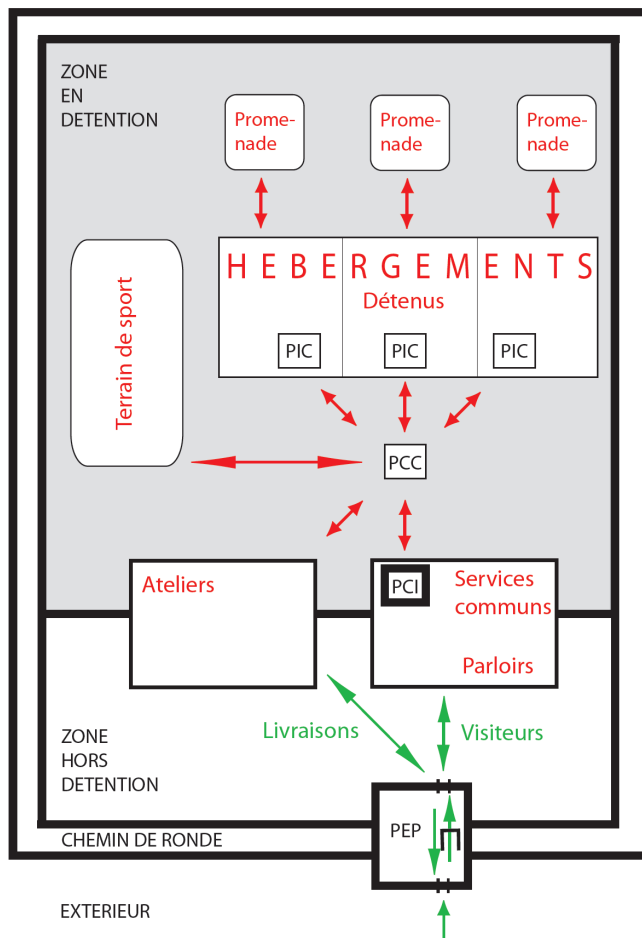 ZONE
EN
DETENTION
Prome-
nade
Prome-
nade
Prome-
nade
HEBERGEMENTS
Détenus
PIC
PIC
PIC
Terrain de sport
PCC
Ateliers
PCI
Services
communs
Parloirs
Livraisons
Visiteurs
ZONE
HORS
DETENTION
PEP
CHEMIN DE RONDE
EXTERIEUR